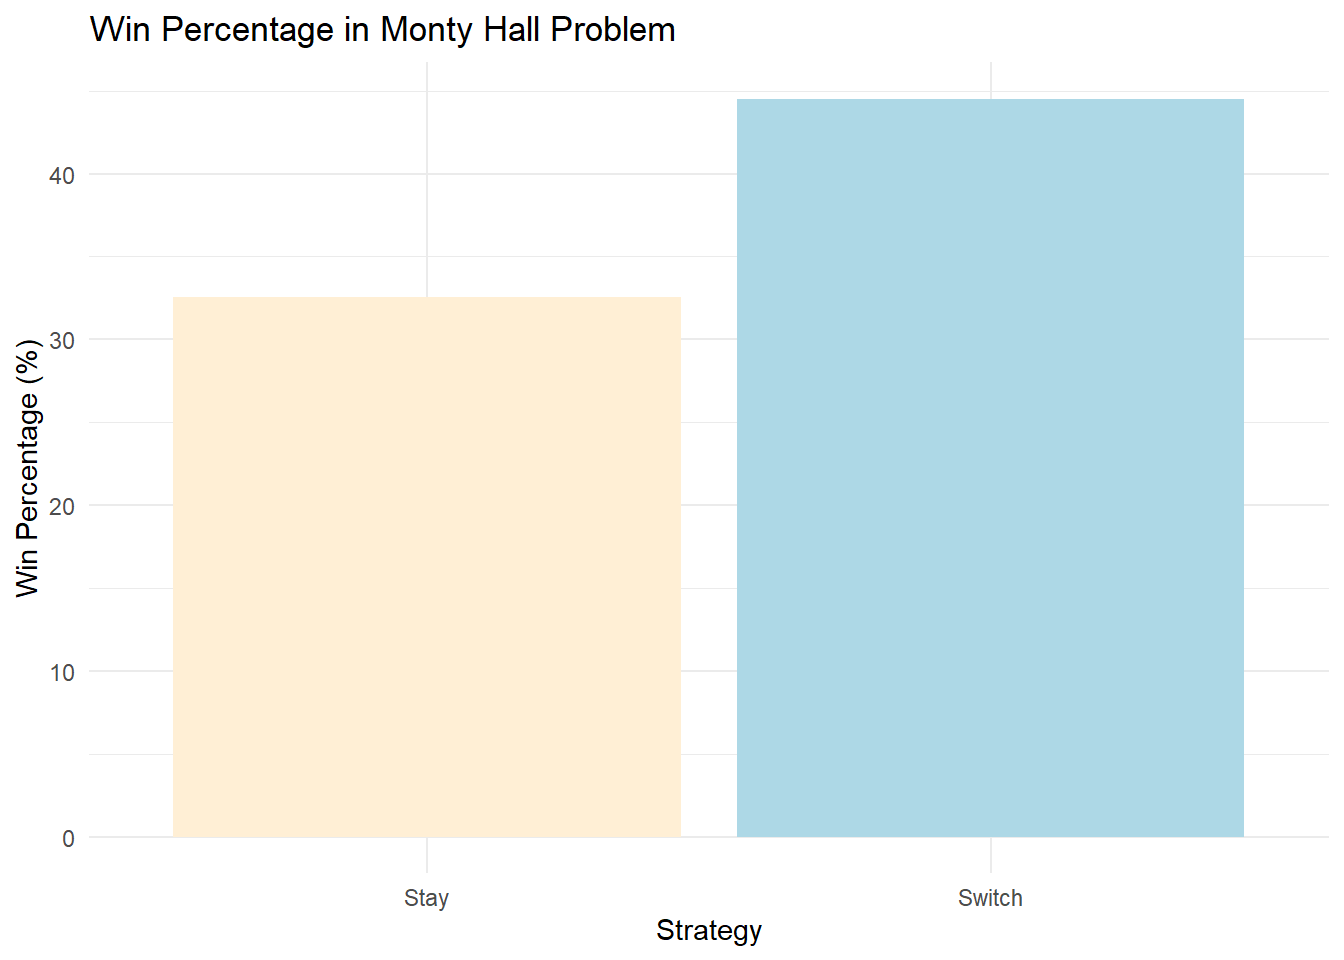 Win Percentage in Monty Hall Problem
Win Percentage (%)
40
30
20
10
0
Stay
Switch
Strategy